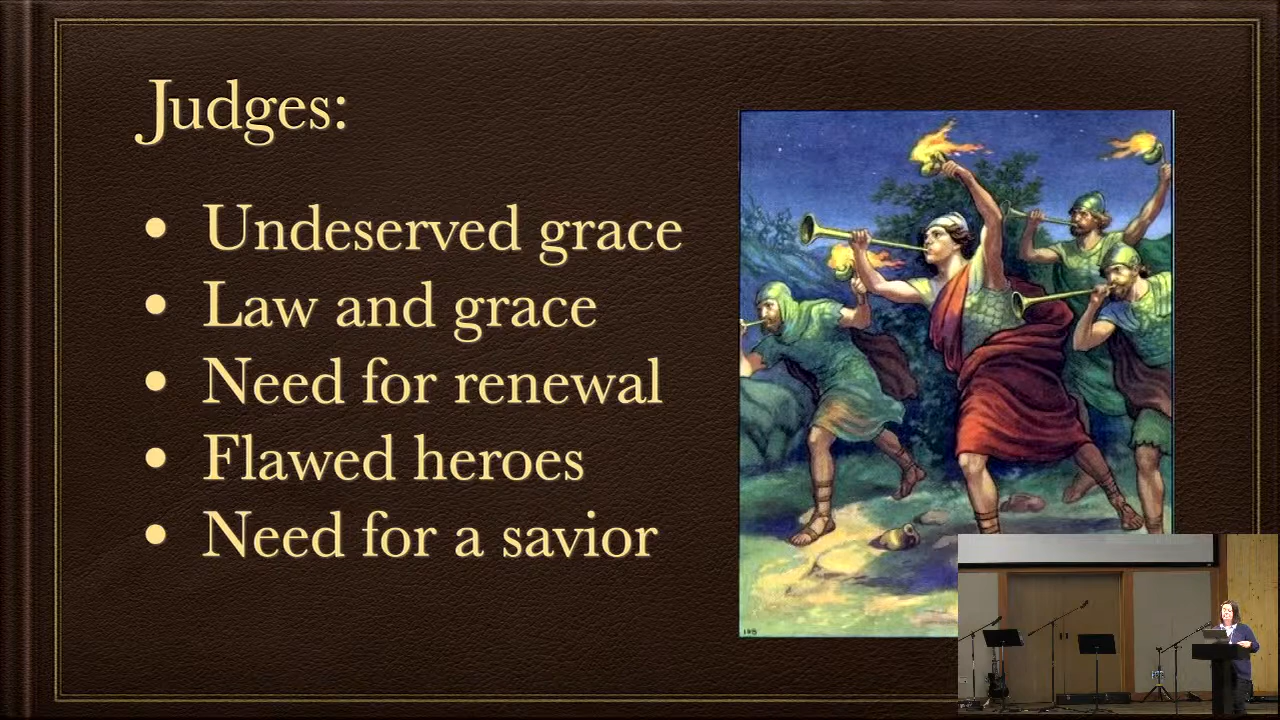 Judges:
• Undeserved grace
• Law and grace
• Need for renewal
• Flawed heroes
• Need for a savior